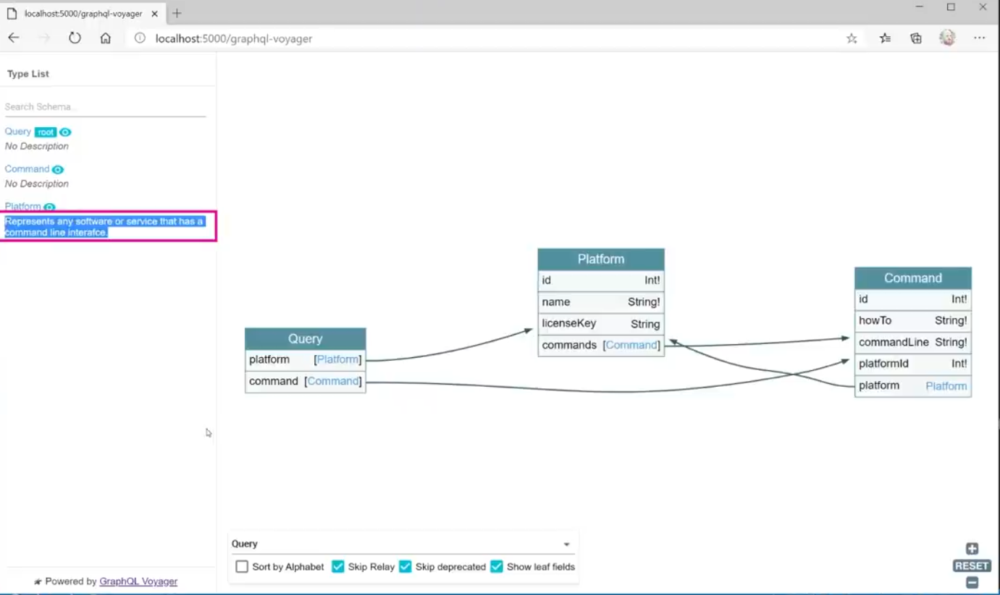 localhost:5000/graphql-voyager
localhost:5000/graphql-voyager
Type List
Search Schema...
Query root
No Description
Command
No Description
Platform
Represents any software or service that has a
command line interafce.
Platform
id Int!
name String!
licenseKey String
commands [Command]
Command
id Int!
howTo String!
commandLine String!
platformId Int!
platform Platform
Query
platform [Platform]
command [Command]
Query
Sort by Alphabet Skip Relay Skip deprecated Show leaf fields
RESET
Powered by GraphQL Voyager